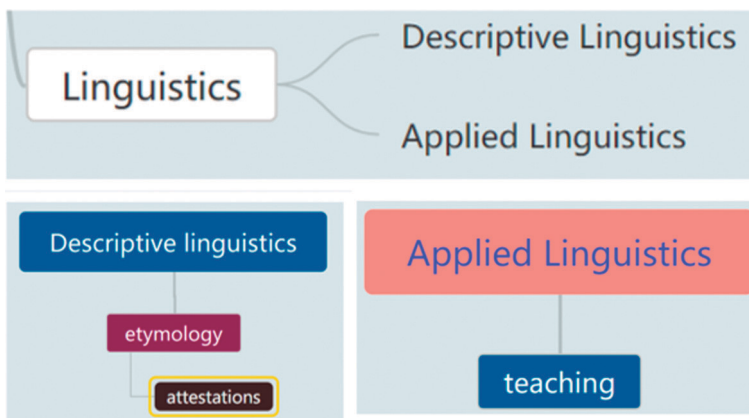 Linguistics
Descriptive Linguistics
Applied Linguistics
Descriptive linguistics
etymology
attestations
Applied Linguistics
teaching